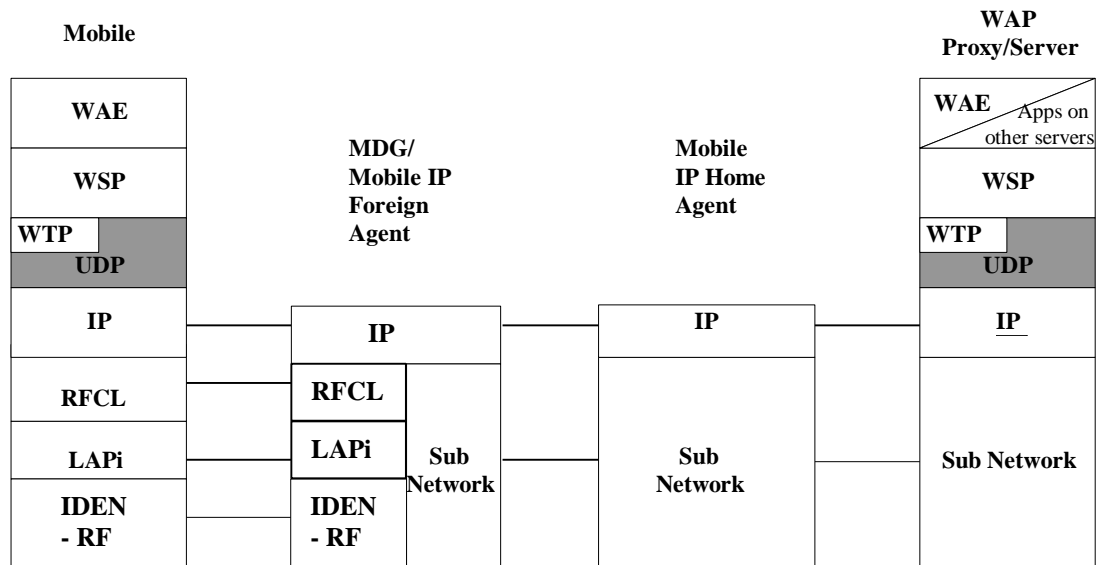 Mobile
WAP
Proxy/Server
WAE
WSP
WTP
UDP
IP
RFCL
LAPi
IDEN
- RF
MDG/
Mobile IP
Foreign
Agent
IP
RFCL
LAPi
IDEN
- RF
Sub
Network
Mobile
IP Home
Agent
IP
Sub
Network
WAE
Apps on
other servers
WSP
WTP
UDP
IP
Sub Network